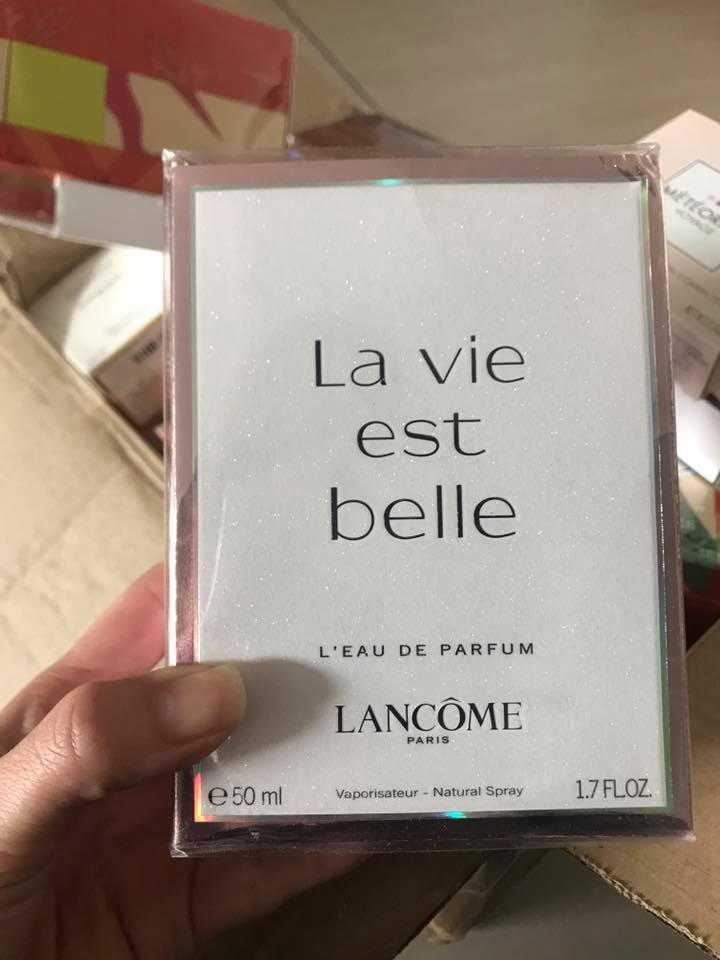 La vie
est
belle
L'EAU DE PARFUM
LANCÔME
PARIS
℮ 50 ml
Vaporisateur - Natural Spray
1.7 FL.OZ.